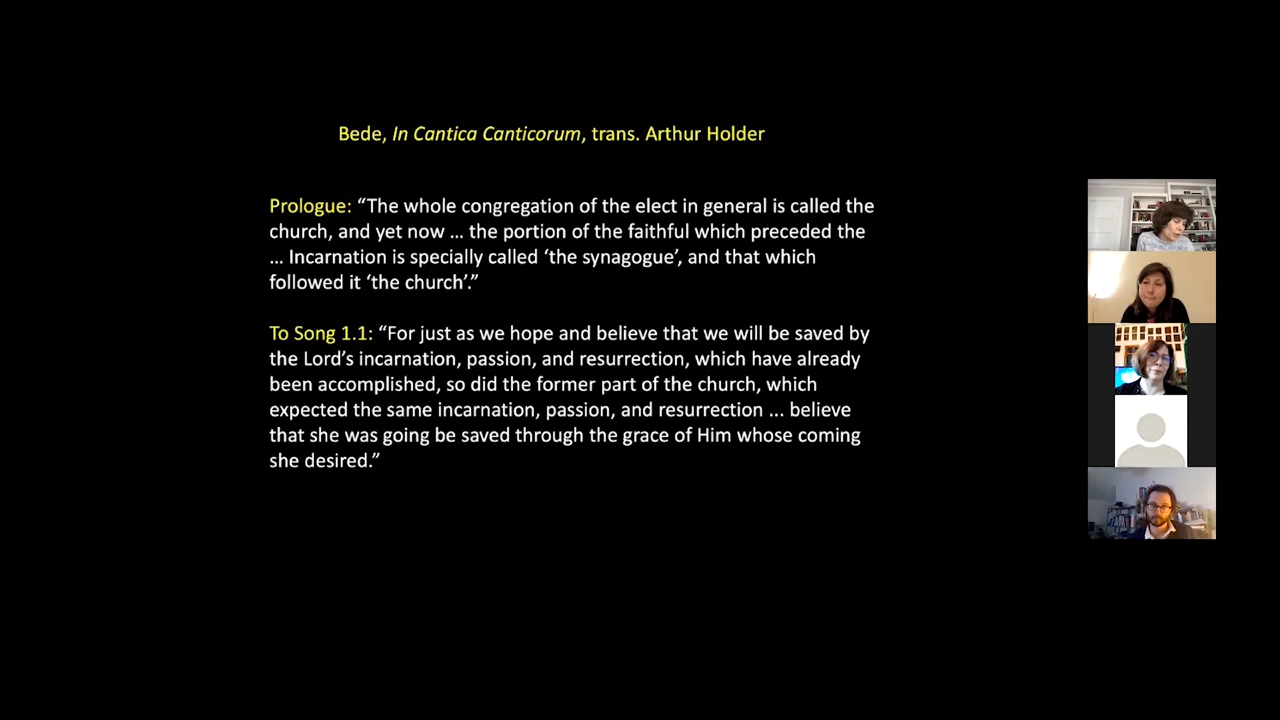 Bede, In Cantica Canticorum, trans. Arthur Holder
Prologue: “The whole congregation of the elect in general is called the
church, and yet now … the portion of the faithful which preceded the
… Incarnation is specially called ‘the synagogue’, and that which
followed it ‘the church’.”
To Song 1.1: “For just as we hope and believe that we will be saved by
the Lord’s incarnation, passion, and resurrection, which have already
been accomplished, so did the former part of the church, which
expected the same incarnation, passion, and resurrection … believe
that she was going be saved through the grace of Him whose coming
she desired.”